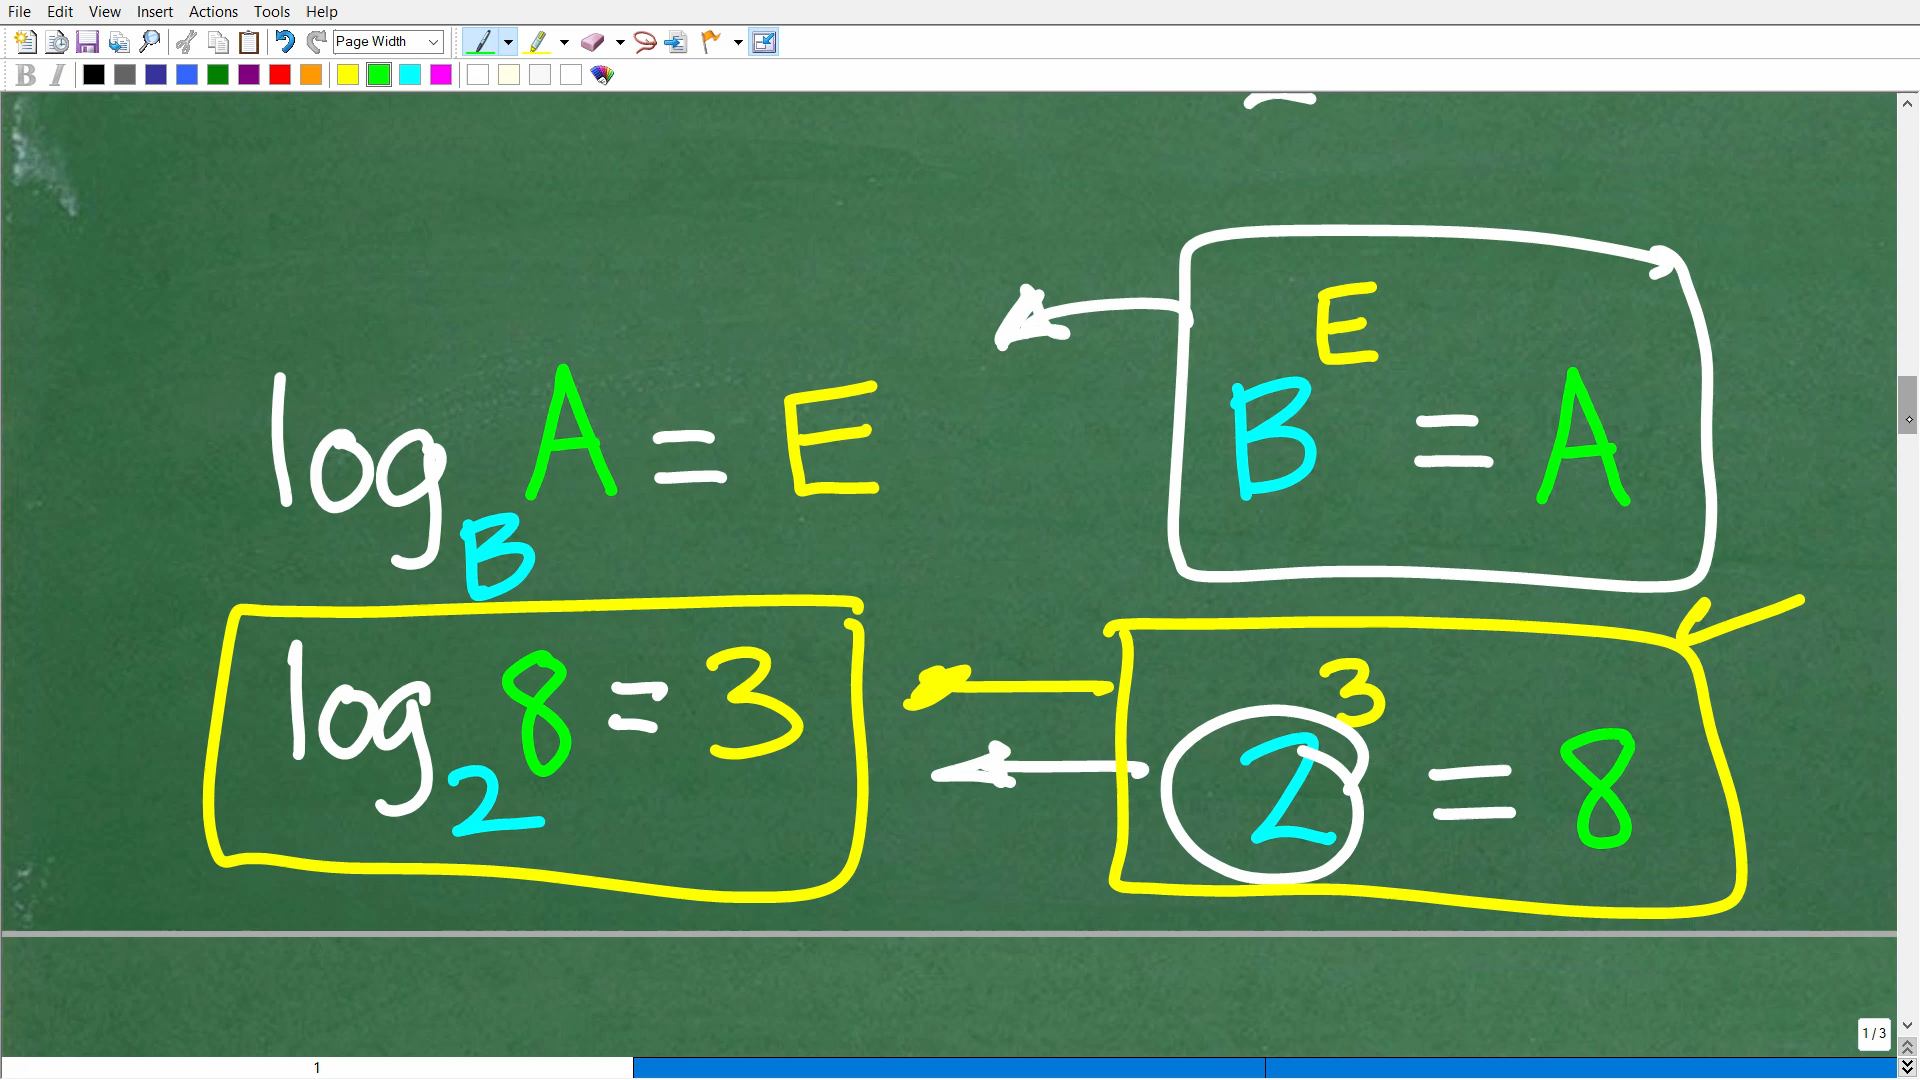 File Edit View Insert Actions Tools Help
Page Width
B I
B^E = A
log_B A = E
log_2 8 = 3
2^3 = 8
1 / 3
1